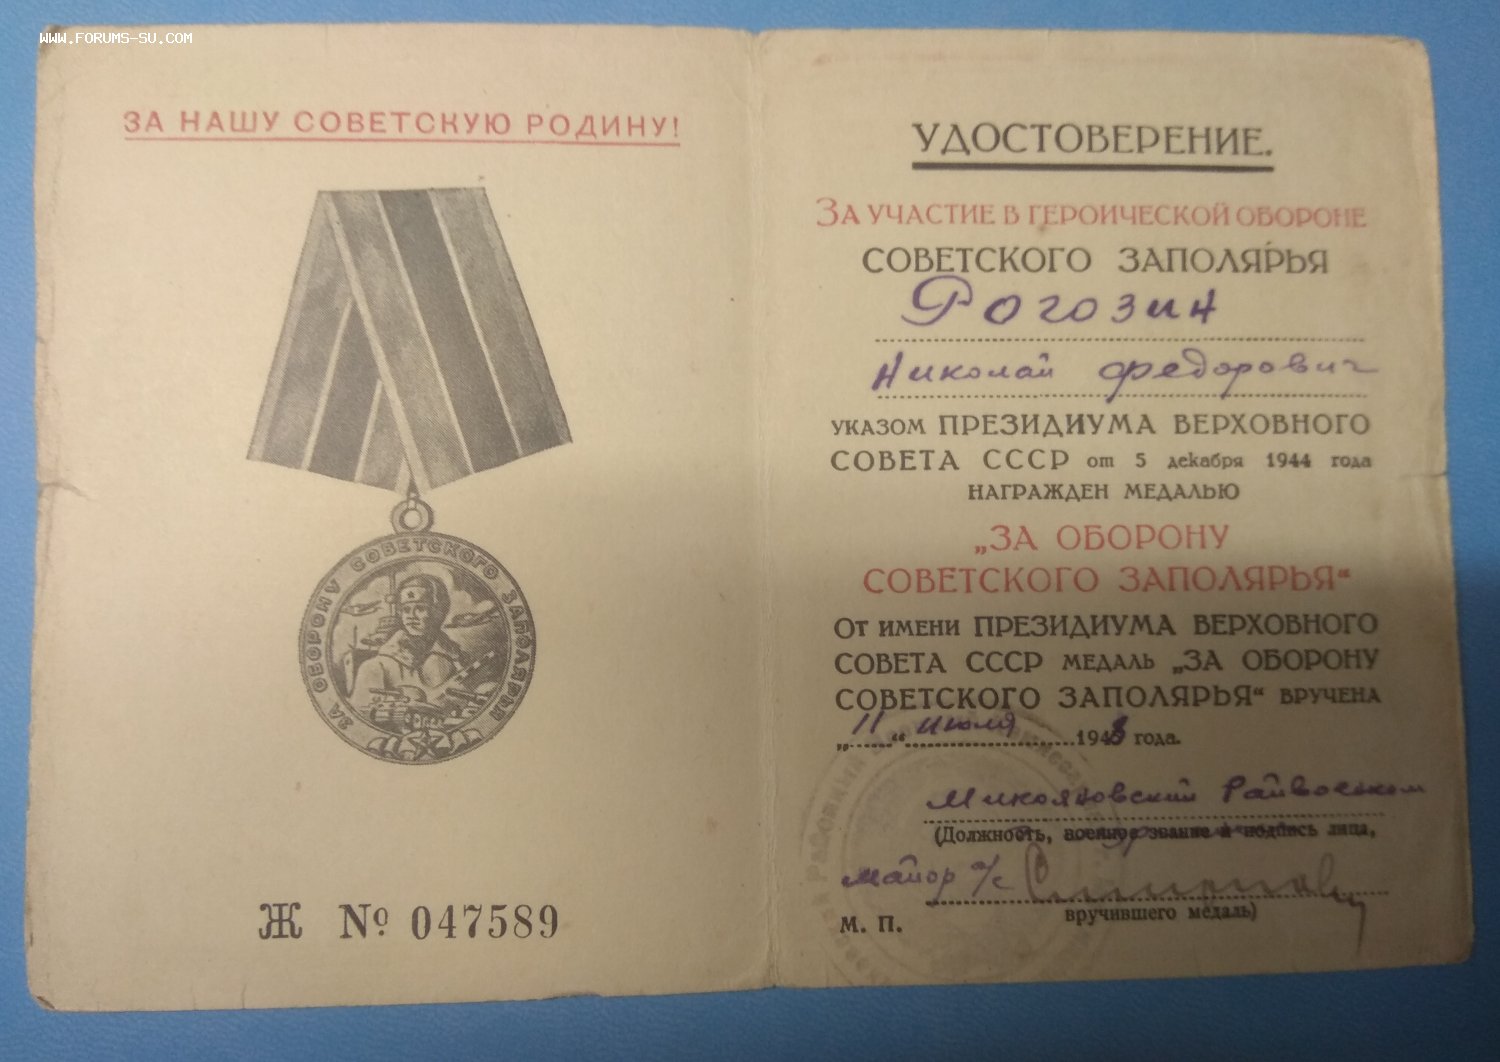 WWW.FORUMS-SU.COM
ЗА НАШУ СОВЕТСКУЮ РОДИНУ!
ЗА ОБОРОНУ СОВЕТСКОГО ЗАПОЛЯРЬЯ
Ж № 047589
УДОСТОВЕРЕНИЕ.
ЗА УЧАСТИЕ В ГЕРОИЧЕСКОЙ ОБОРОНЕ
СОВЕТСКОГО ЗАПОЛЯРЬЯ
Рогозин
Николай Федорович
УКАЗОМ ПРЕЗИДИУМА ВЕРХОВНОГО
СОВЕТА СССР от 5 декабря 1944 года
НАГРАЖДЕН МЕДАЛЬЮ
„ЗА ОБОРОНУ
СОВЕТСКОГО ЗАПОЛЯРЬЯ“
ОТ ИМЕНИ ПРЕЗИДИУМА ВЕРХОВНОГО
СОВЕТА СССР МЕДАЛЬ „ЗА ОБОРОНУ
СОВЕТСКОГО ЗАПОЛЯРЬЯ“ ВРУЧЕНА
„11“ июля 194 года.
Микояновский Райвоенком
(Должность, военное звание и подпись лица,
майор а/с
вручившего медаль)
М. П.